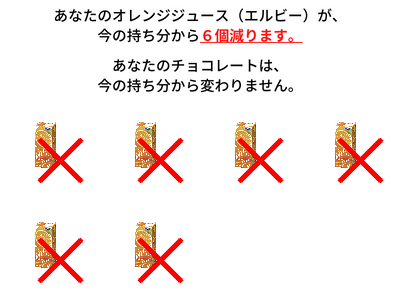 あなたのオレンジジュース（エルビー）が、
今の持ち分から６個減ります。
あなたのチョコレートは、
今の持ち分から変わりません。